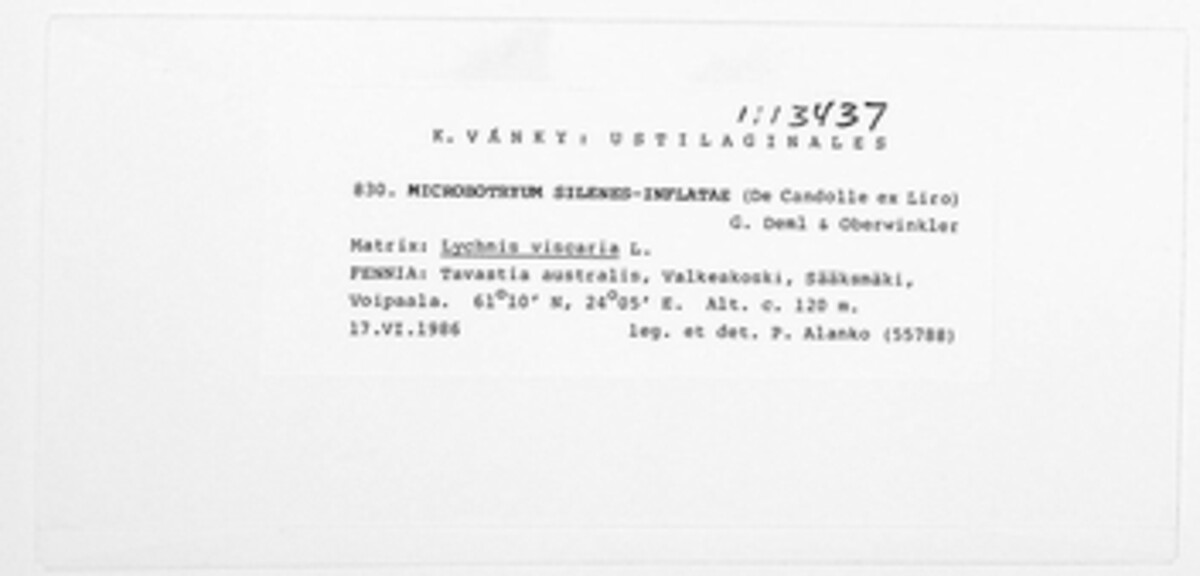 3437
K. VÁNKY: USTILAGINALES
830. MICROBOTRYUM SILENES-INFLATAE (De Candolle ex Liro)
G. Deml & Oberwinkler
Matrix: Lychnis viscaria L.
FENNIA: Tavastia australis, Valkeakoski, Sääksmäki,
Voipaala. 61°10' N, 24°05' E. Alt. c. 120 m.
17.VI.1986 leg. et det. P. Alanko (55788)